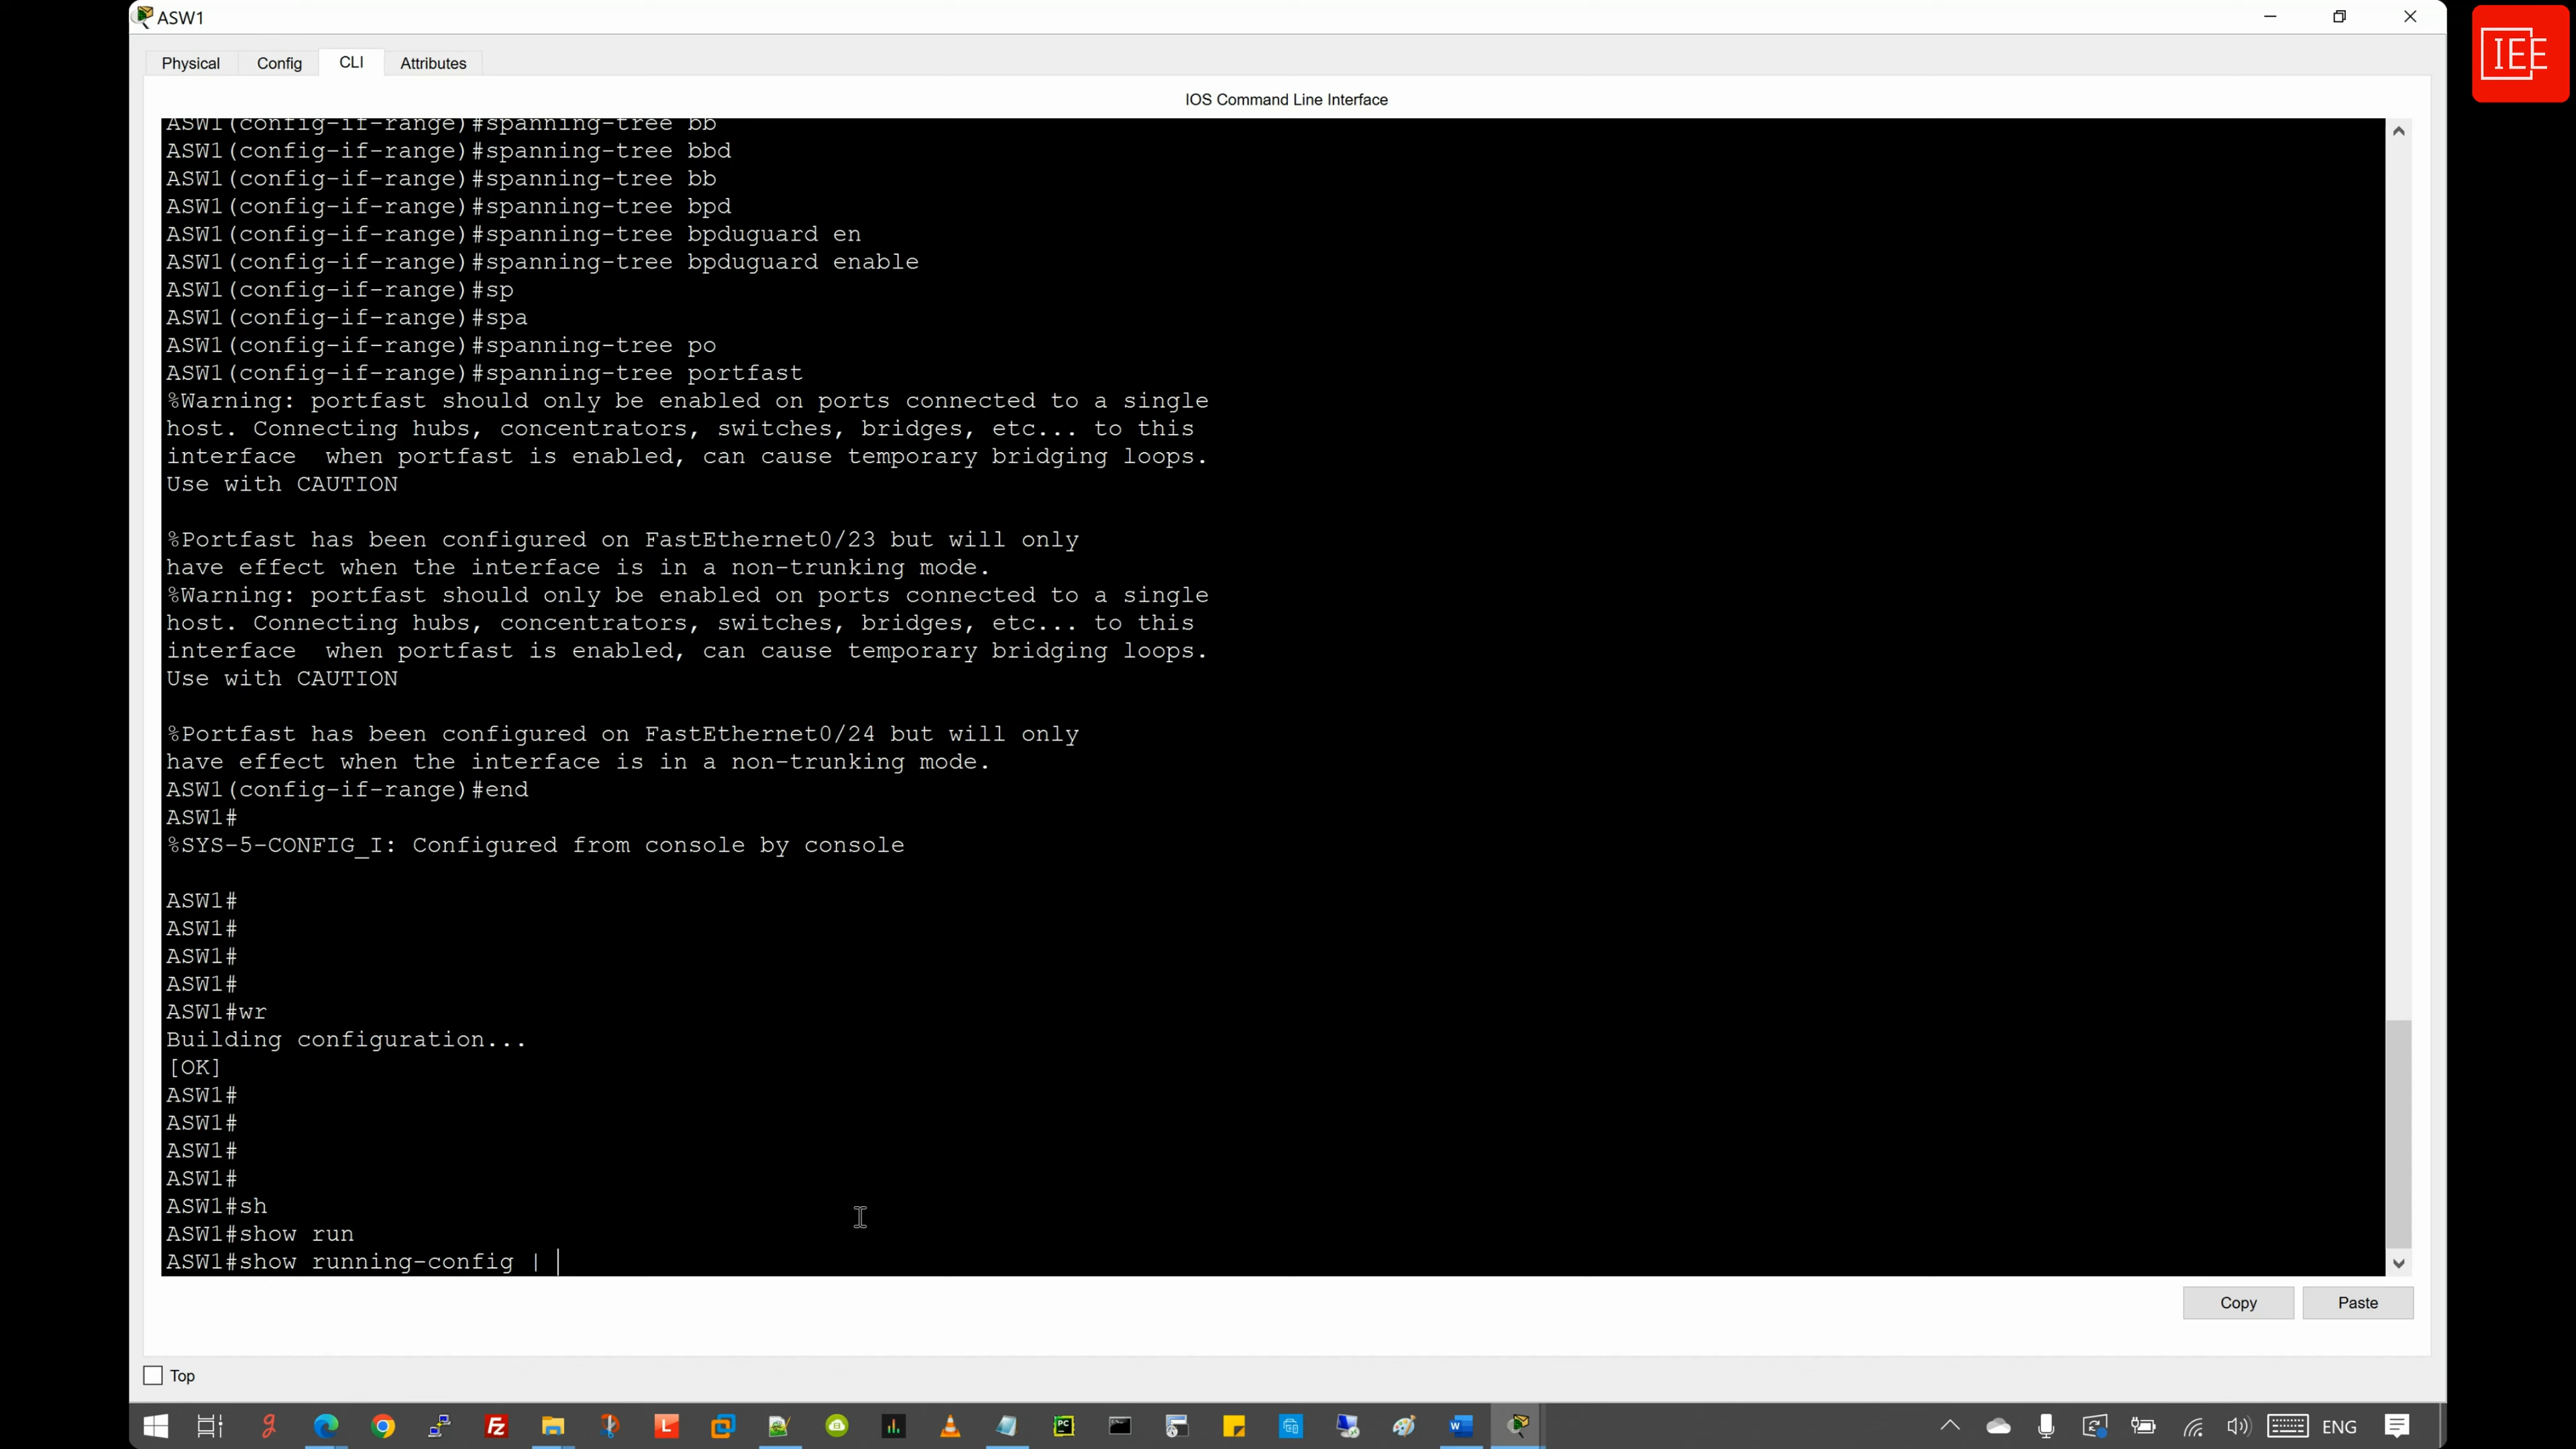 ASW1
IEE
Physical
Config
CLI
Attributes
IOS Command Line Interface
ASW1(config-if-range)#spanning-tree bb
ASW1(config-if-range)#spanning-tree bbd
ASW1(config-if-range)#spanning-tree bb
ASW1(config-if-range)#spanning-tree bpd
ASW1(config-if-range)#spanning-tree bpduguard en
ASW1(config-if-range)#spanning-tree bpduguard enable
ASW1(config-if-range)#sp
ASW1(config-if-range)#spa
ASW1(config-if-range)#spanning-tree po
ASW1(config-if-range)#spanning-tree portfast
%Warning: portfast should only be enabled on ports connected to a single
host. Connecting hubs, concentrators, switches, bridges, etc... to this
interface  when portfast is enabled, can cause temporary bridging loops.
Use with CAUTION
%Portfast has been configured on FastEthernet0/23 but will only
have effect when the interface is in a non-trunking mode.
%Warning: portfast should only be enabled on ports connected to a single
host. Connecting hubs, concentrators, switches, bridges, etc... to this
interface  when portfast is enabled, can cause temporary bridging loops.
Use with CAUTION
%Portfast has been configured on FastEthernet0/24 but will only
have effect when the interface is in a non-trunking mode.
ASW1(config-if-range)#end
ASW1#
%SYS-5-CONFIG_I: Configured from console by console
ASW1#
ASW1#
ASW1#
ASW1#
ASW1#wr
Building configuration...
[OK]
ASW1#
ASW1#
ASW1#
ASW1#
ASW1#sh
ASW1#show run
ASW1#show running-config |
Copy
Paste
Top
ENG